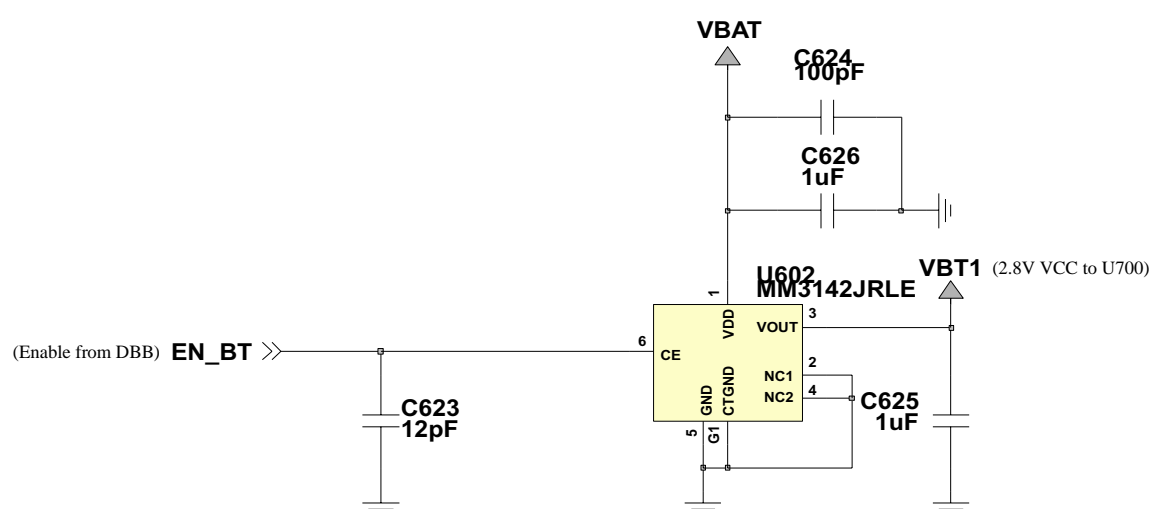 VBAT
C624
100pF
C626
1uF
U602
MM3142JRLE
VBT1 (2.8V VCC to U700)
1
VDD
VOUT
3
(Enable from DBB) EN_BT
6
CE
2
NC1
4
NC2
GND
CTGND
5
G1
C623
12pF
C625
1uF